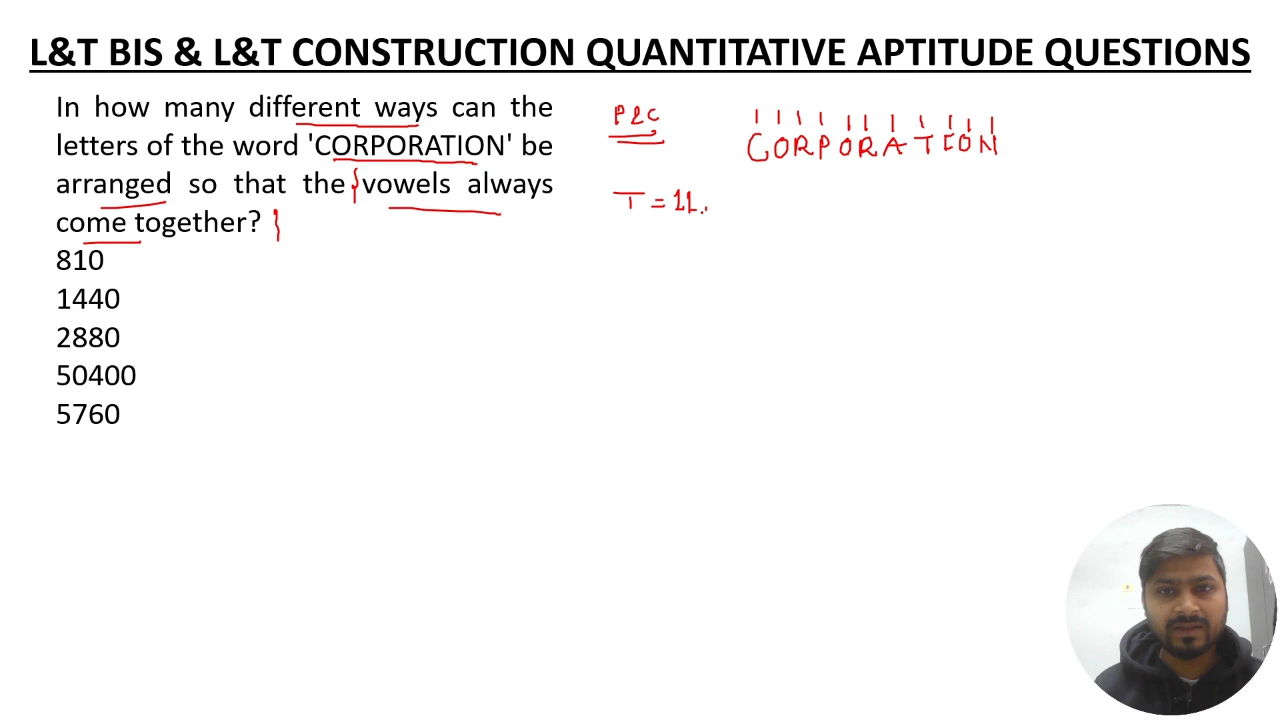 L&T BIS & L&T CONSTRUCTION QUANTITATIVE APTITUDE QUESTIONS
In how many different ways can the
letters of the word 'CORPORATION' be
arranged so that the vowels always
come together?
810
1440
2880
50400
5760
P&C
CORPORATION
T = 11.